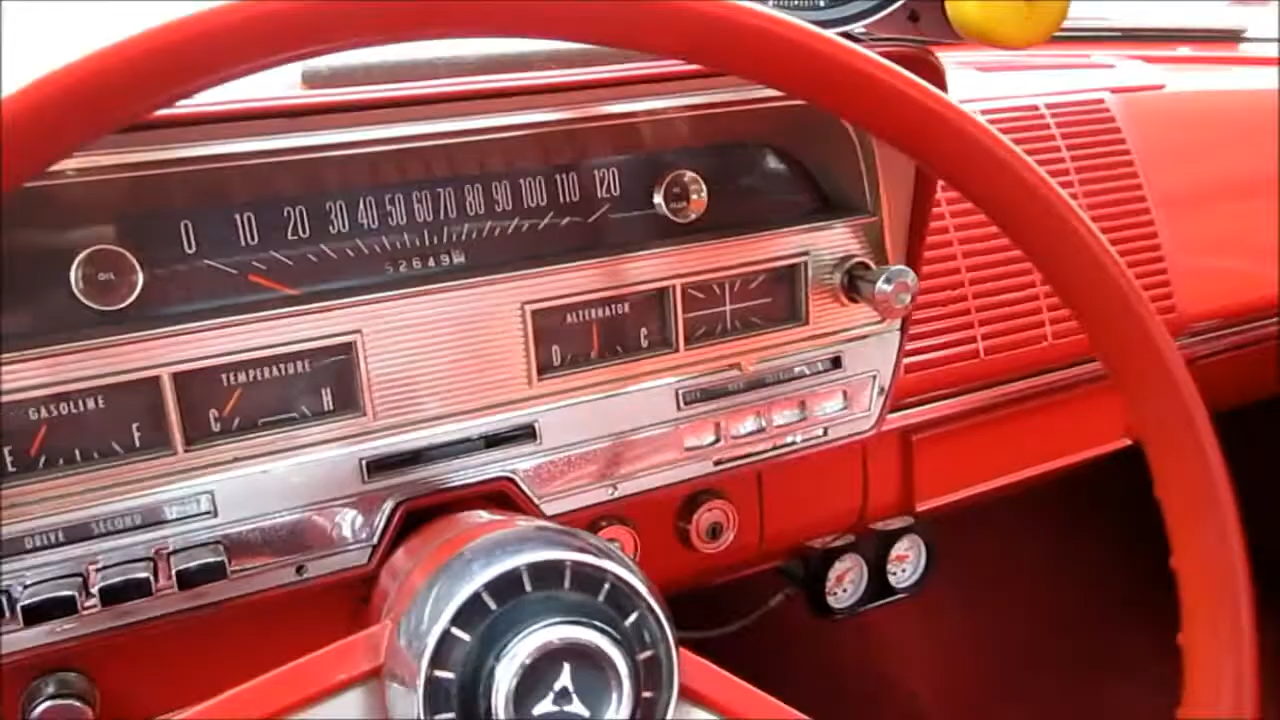 0 10 20 30 40 50 60 70 80 90 100 110 120
OIL
52649
ALTERNATOR
D C
TEMPERATURE
C H
GASOLINE
E F
DRIVE SECOND